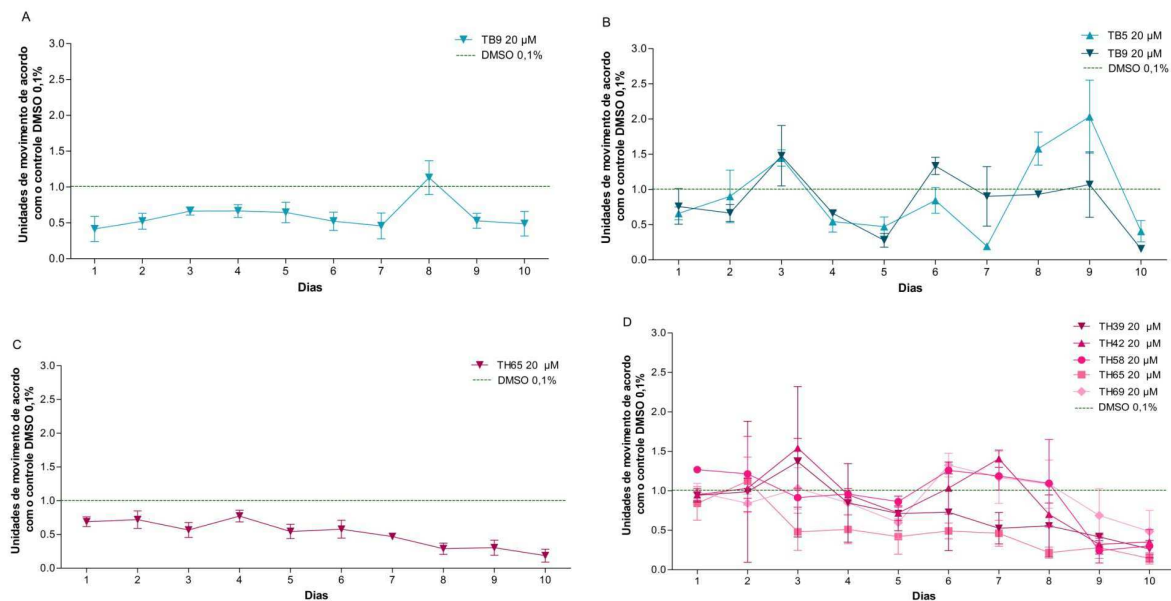 A
TB9 20 µM
DMSO 0,1%
Unidades de movimento de acordo
com o controle DMSO 0,1%
3.0
2.5
2.0
1.5
1.0
0.5
0.0
1 2 3 4 5 6 7 8 9 10
Dias
B
TB5 20 µM
TB9 20 µM
DMSO 0,1%
Unidades de movimento de acordo
com o controle DMSO 0,1%
3.0
2.5
2.0
1.5
1.0
0.5
0.0
1 2 3 4 5 6 7 8 9 10
Dias
C
TH65 20 µM
DMSO 0,1%
Unidades de movimento de acordo
com o controle DMSO 0,1%
3.0
2.5
2.0
1.5
1.0
0.5
0.0
1 2 3 4 5 6 7 8 9 10
Dias
D
TH39 20 µM
TH42 20 µM
TH58 20 µM
TH65 20 µM
TH69 20 µM
DMSO 0,1%
Unidades de movimento de acordo
com o controle DMSO 0,1%
3.0
2.5
2.0
1.5
1.0
0.5
0.0
1 2 3 4 5 6 7 8 9 10
Dias